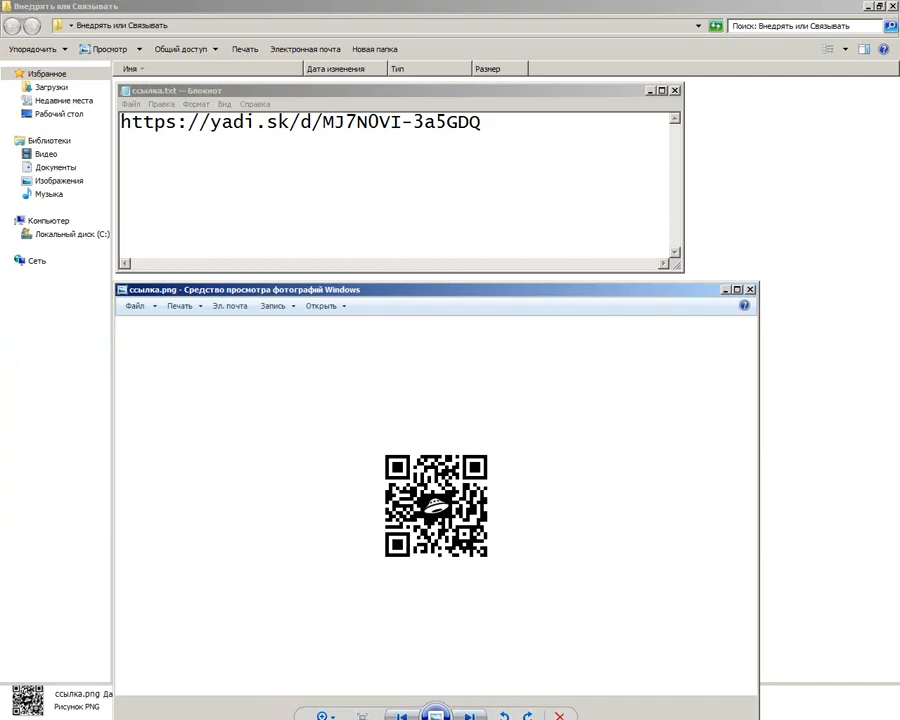 Внедрять или Связывать
Внедрять или Связывать
Поиск: Внедрять или Связывать
Упорядочить Просмотр Общий доступ Печать Электронная почта Новая папка
Избранное
Загрузки
Недавние места
Рабочий стол
Библиотеки
Видео
Документы
Изображения
Музыка
Компьютер
Локальный диск (C:)
Сеть
Имя Дата изменения Тип Размер
ссылка.txt — Блокнот
Файл Правка Формат Вид Справка
https://yadi.sk/d/MJ7N0VI-3a5GDQ
ссылка.png - Средство просмотра фотографий Windows
Файл Печать Эл. почта Запись Открыть
ссылка.png Да
Рисунок PNG